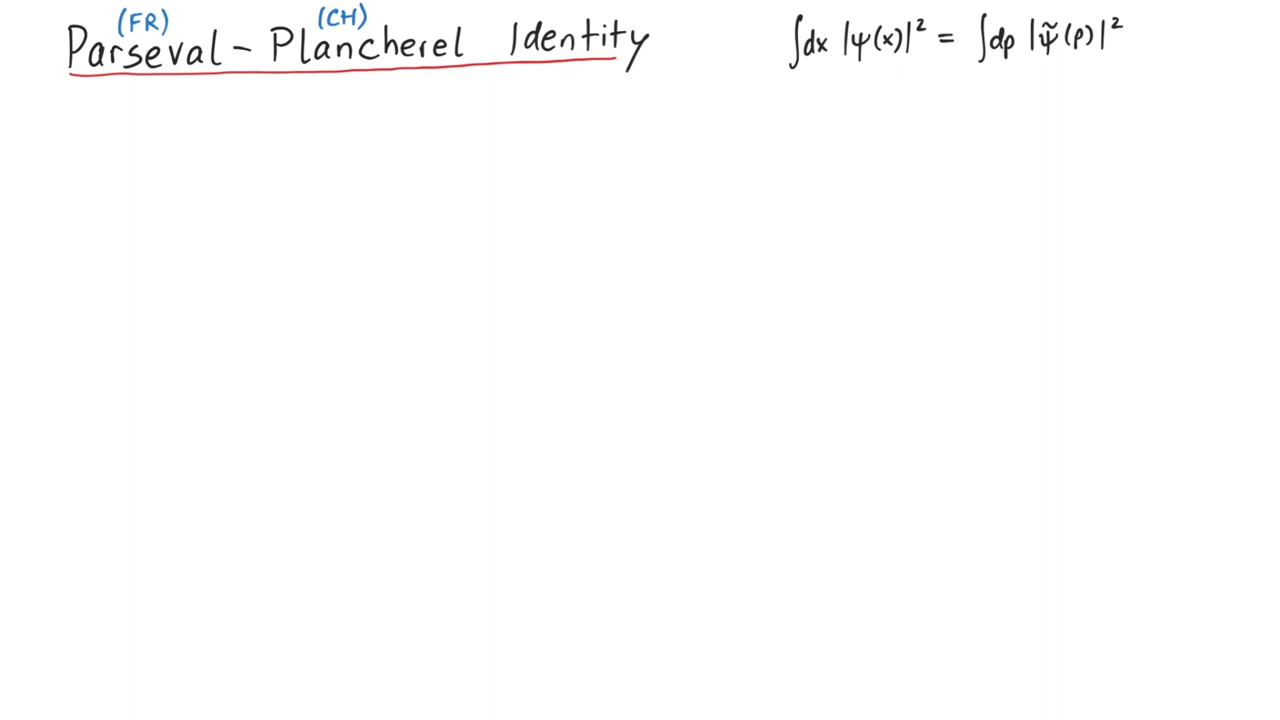 (FR) (CH)
Parseval - Plancherel Identity
∫dx |ψ(x)|² = ∫dp |ψ̃(p)|²